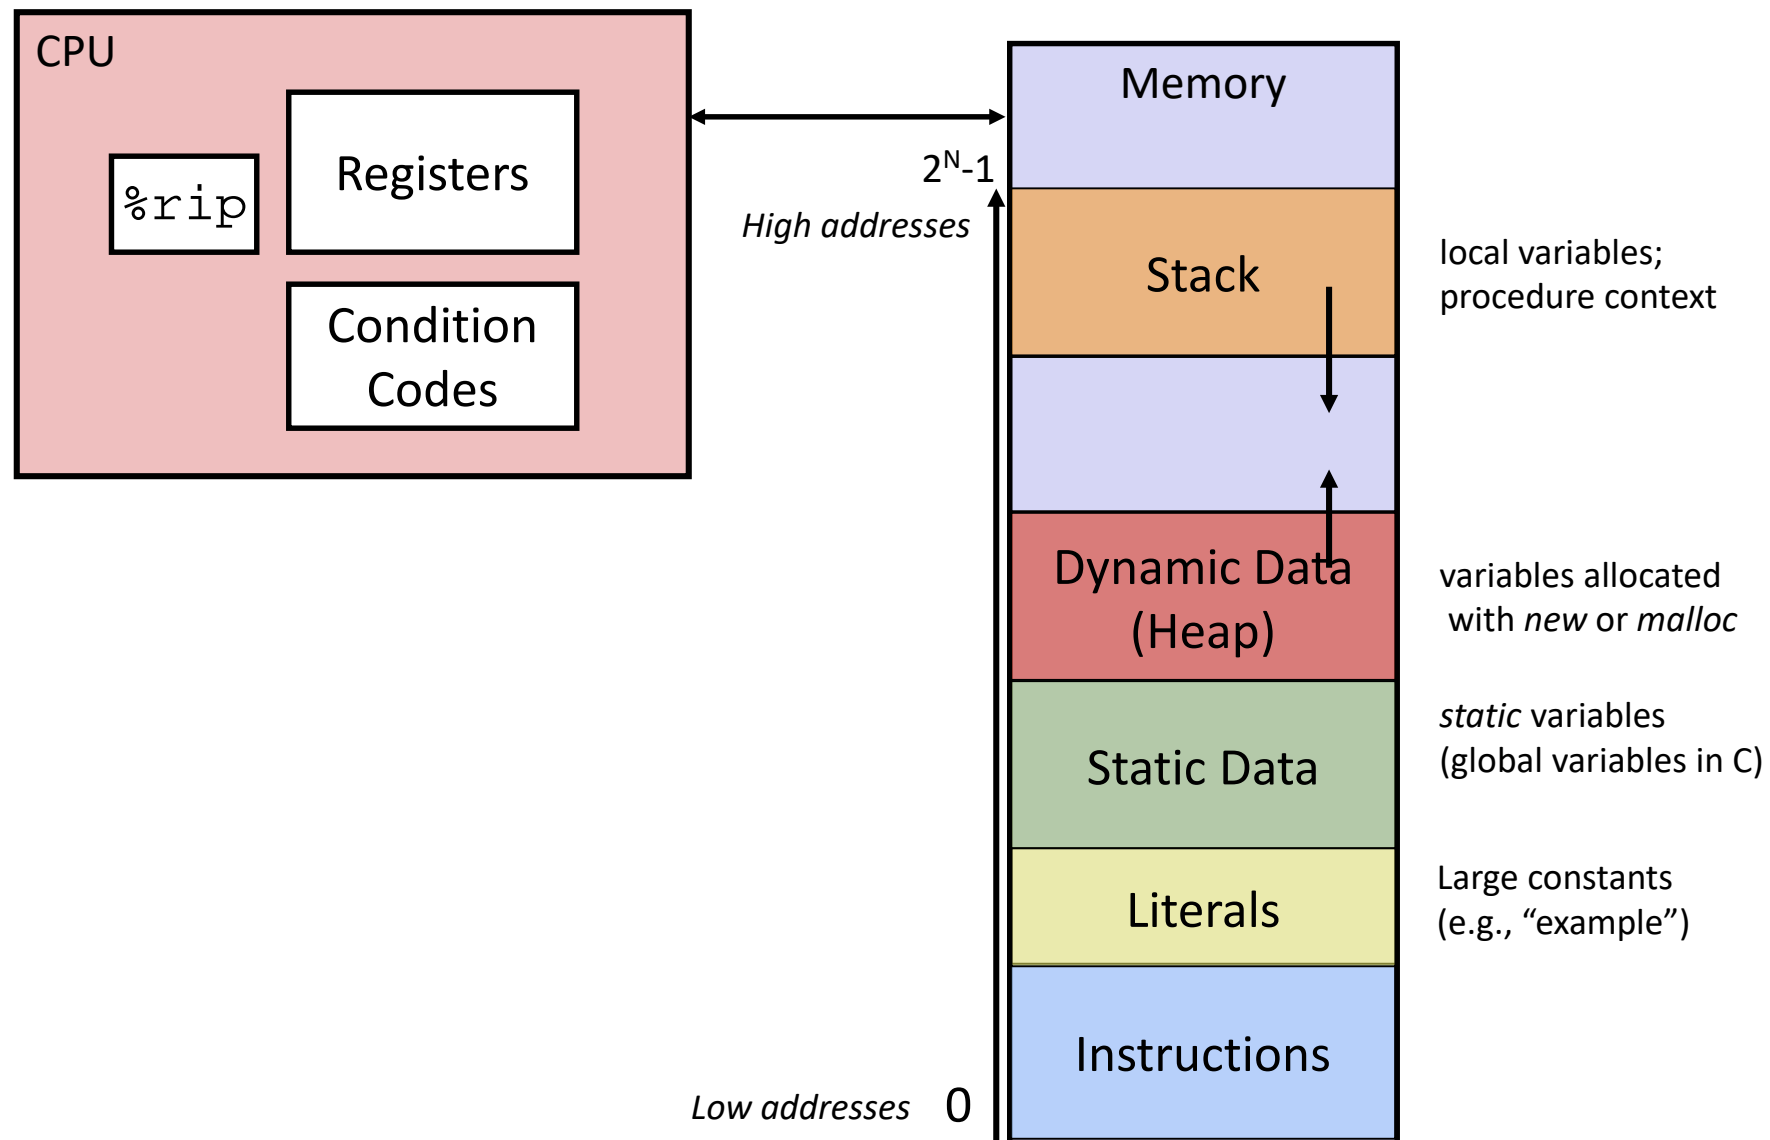 CPU
%rip
Registers
Condition
Codes
Memory
2ᴺ-1
High addresses
Stack
local variables;
procedure context
Dynamic Data
(Heap)
variables allocated
with new or malloc
Static Data
static variables
(global variables in C)
Literals
Large constants
(e.g., “example”)
Instructions
Low addresses 0